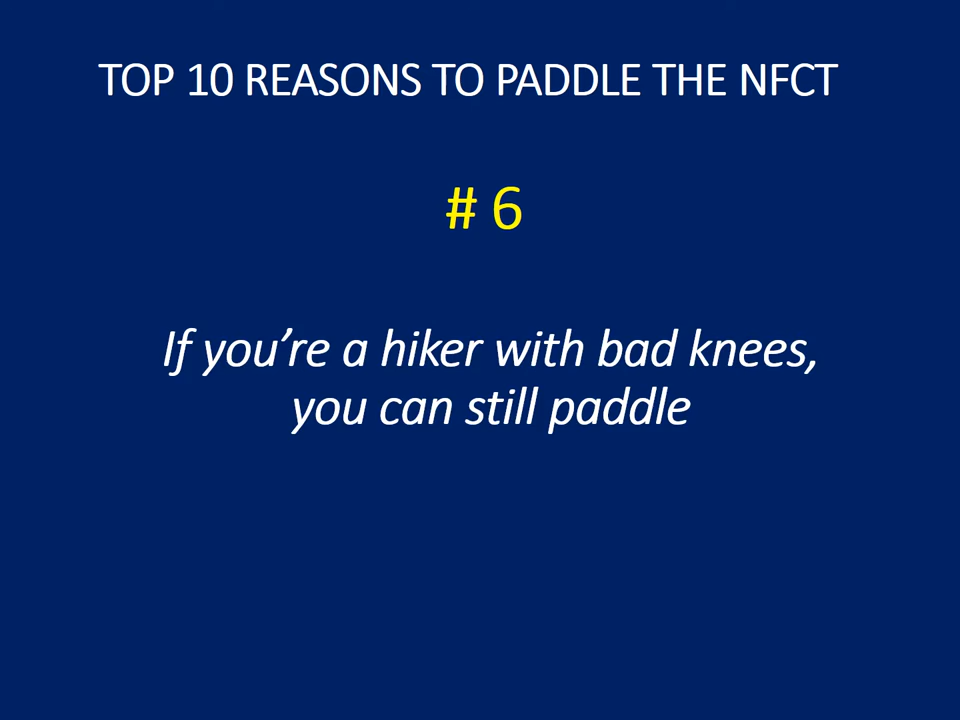 TOP 10 REASONS TO PADDLE THE NFCT
# 6
If you’re a hiker with bad knees,
you can still paddle